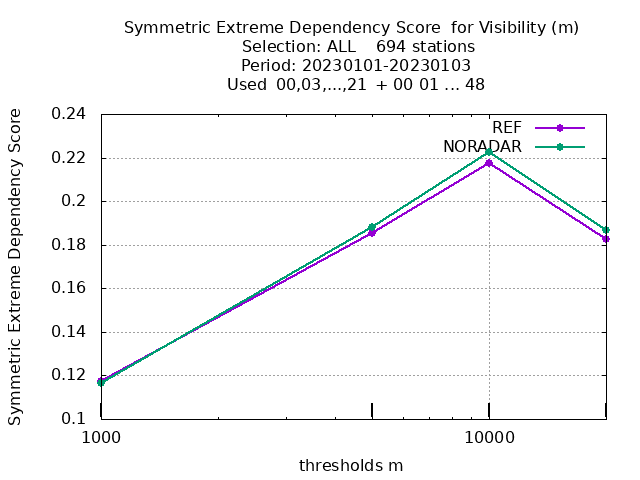 Symmetric Extreme Dependency Score  for Visibility (m)
Selection: ALL    694 stations
Period: 20230101-20230103
Used  00,03,...,21  + 00 01 ... 48
Symmetric Extreme Dependency Score
0.24
0.22
0.2
0.18
0.16
0.14
0.12
0.1
REF
NORADAR
1000
10000
thresholds m